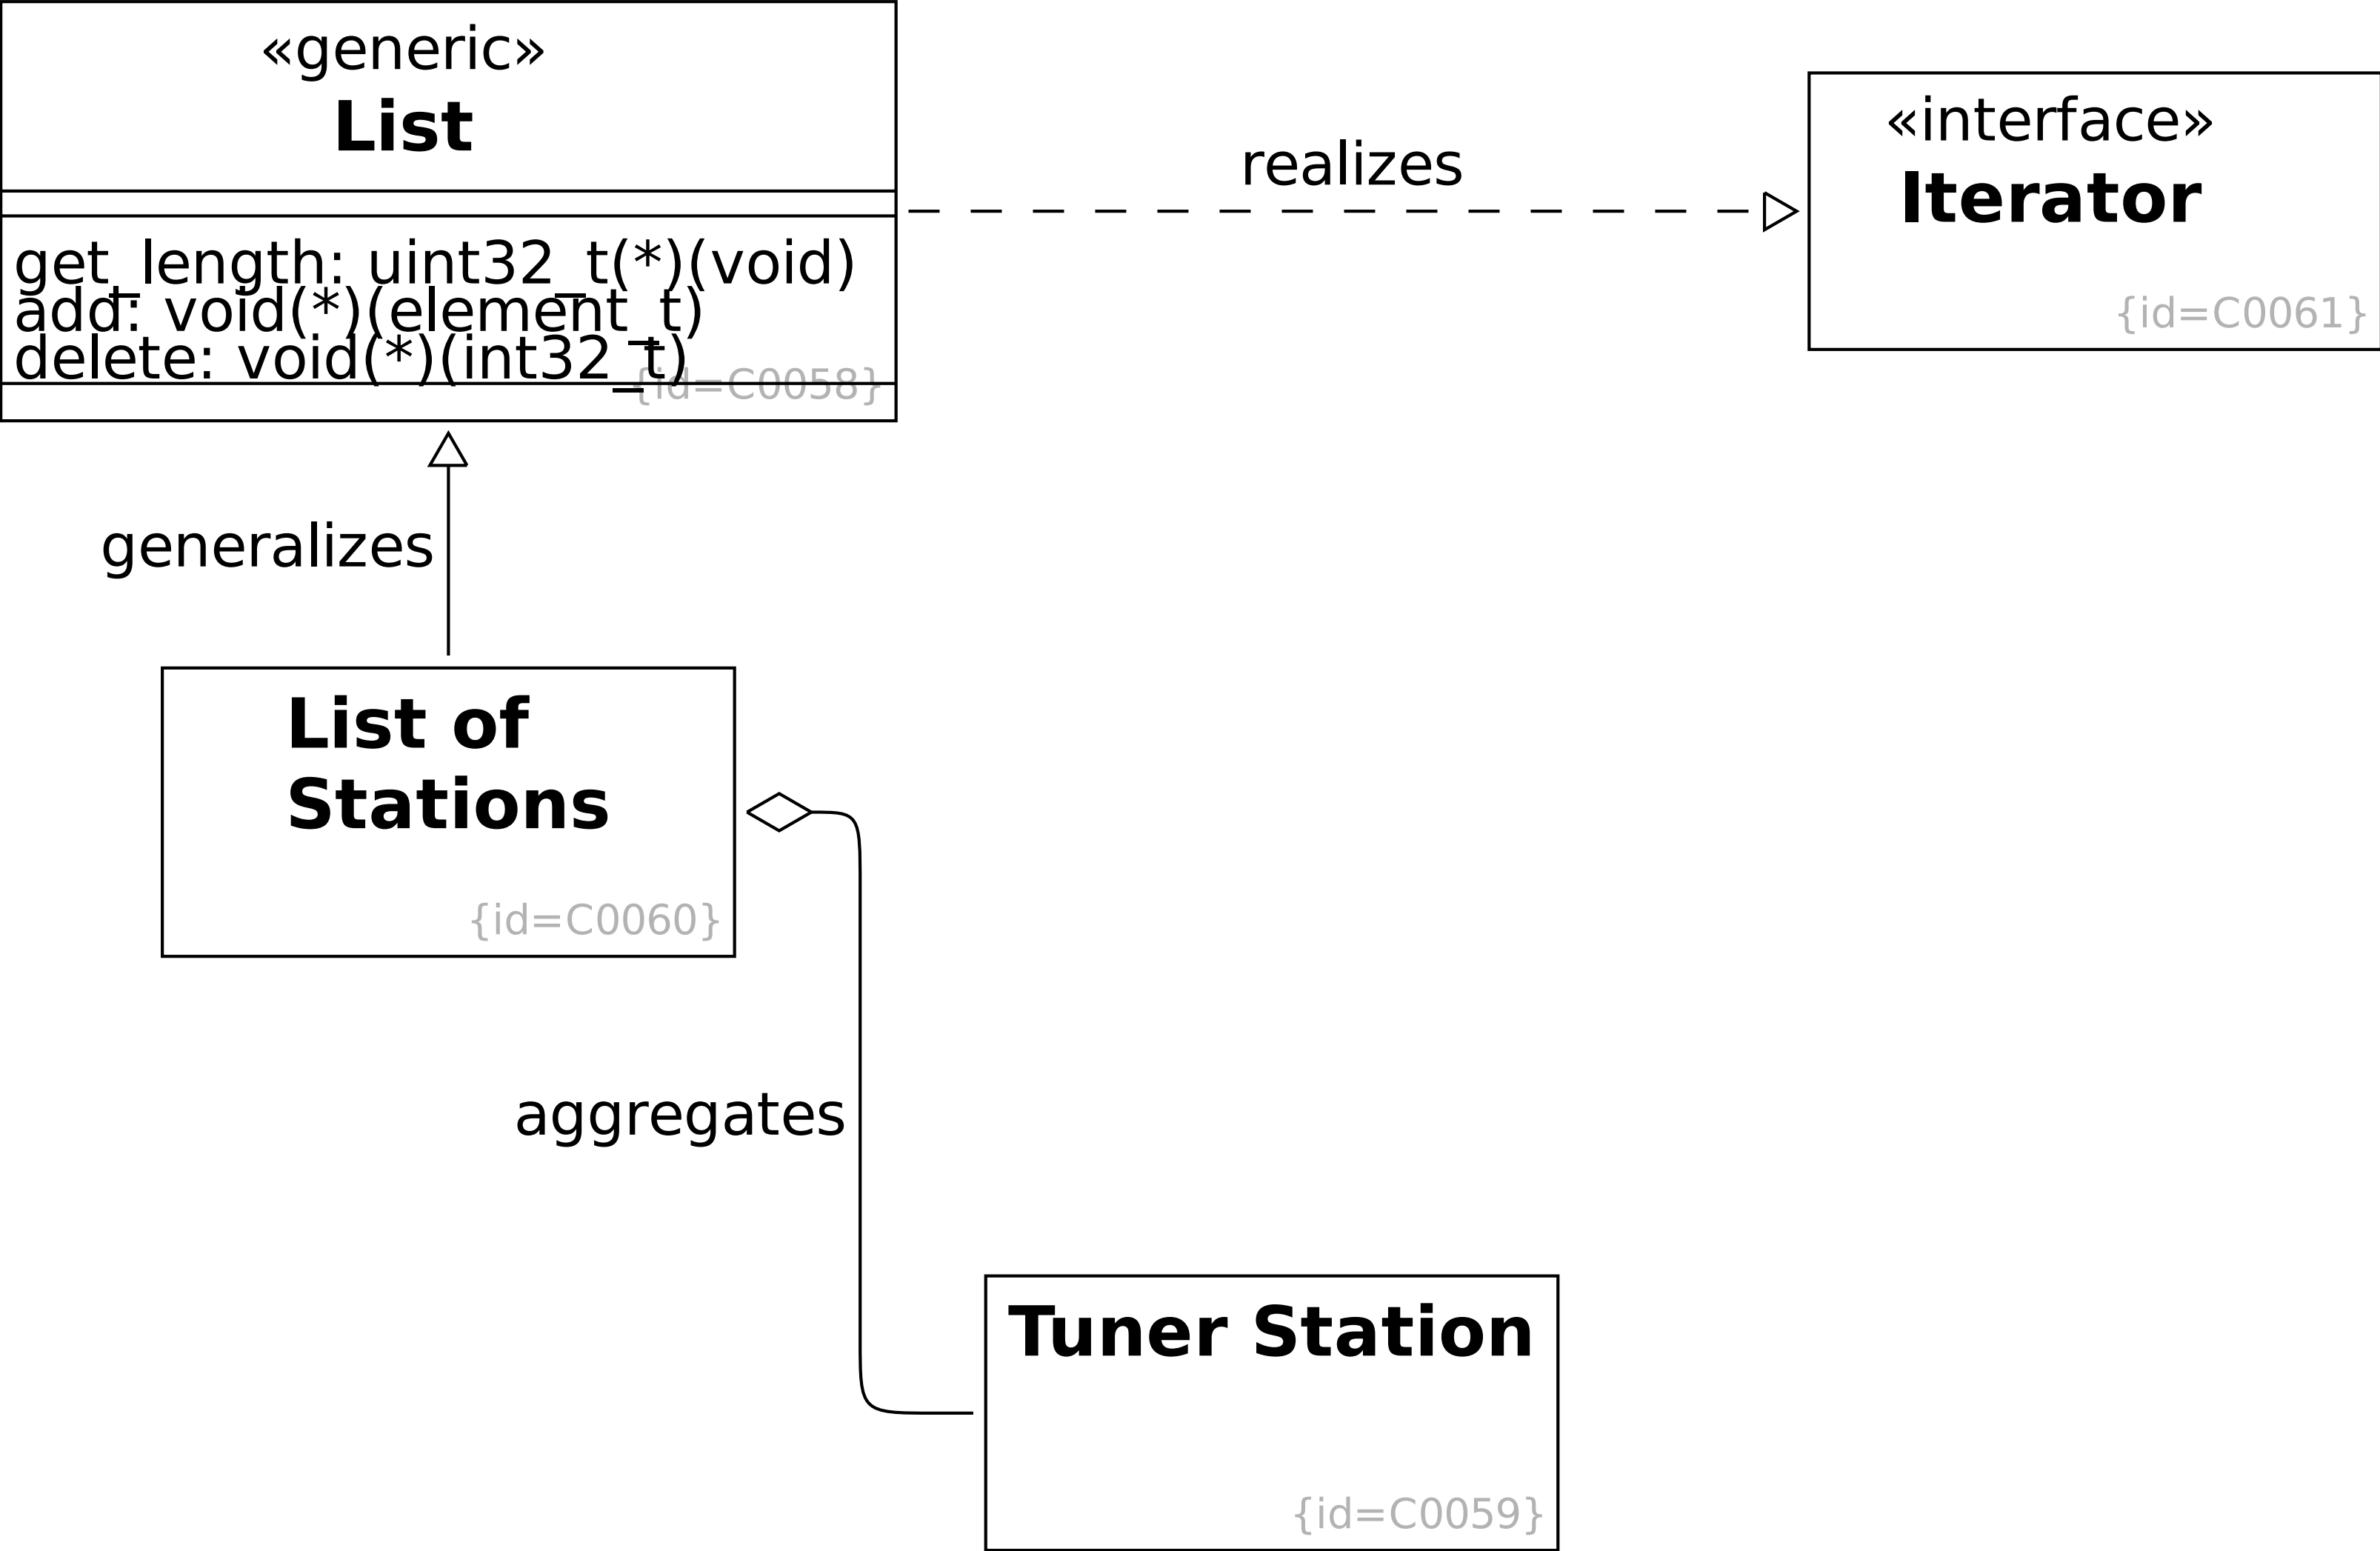 «generic»
List
get_length: uint32_t(*)(void)
add: void(*)(element_t)
delete: void(*)(int32_t)
{id=C0058}
realizes
«interface»
Iterator
{id=C0061}
generalizes
List of
Stations
{id=C0060}
aggregates
Tuner Station
{id=C0059}